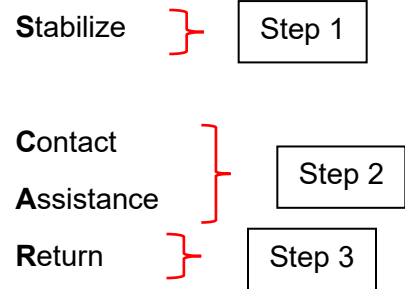 Stabilize Step 1
Contact
Assistance Step 2
Return Step 3